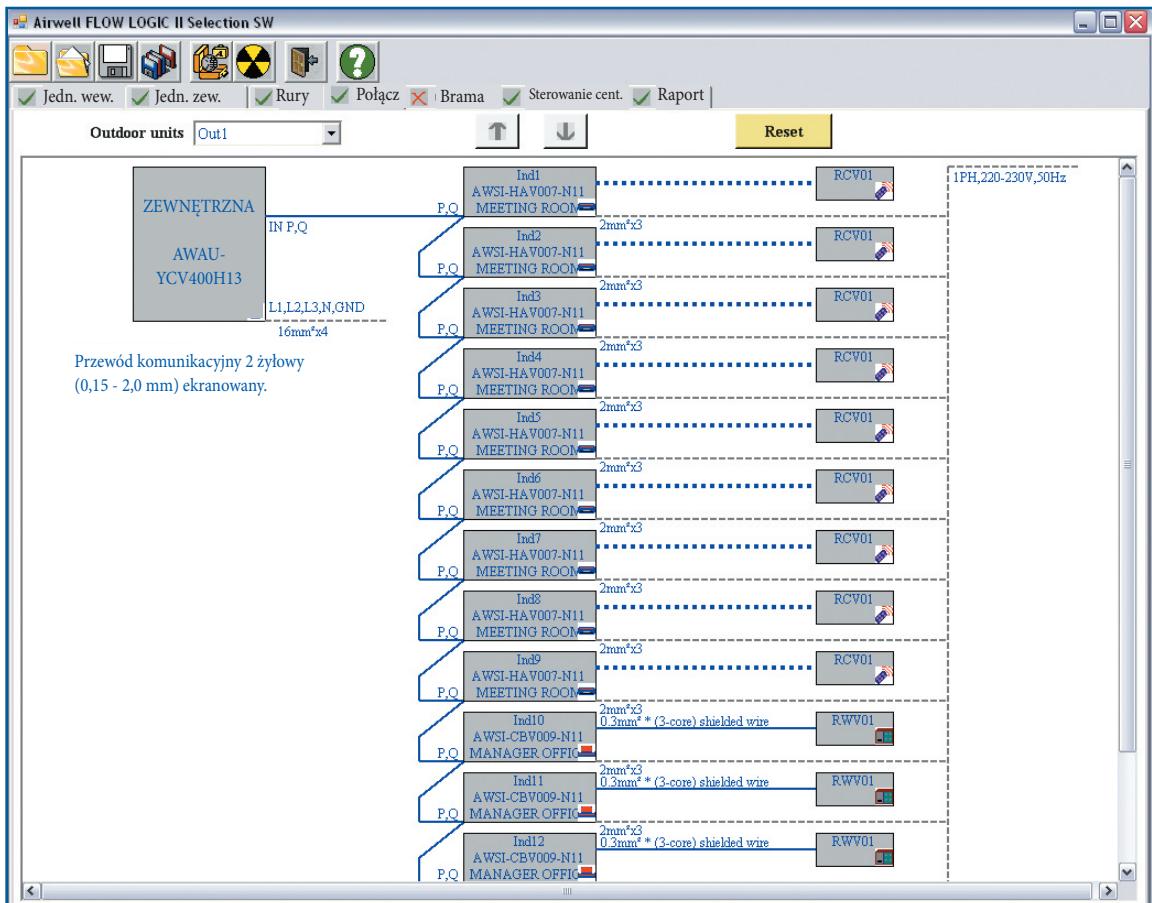 Airwell FLOW LOGIC II Selection SW
Jedn. wew. Jedn. zew. Rury Połącz Brama Sterowanie cent. Raport
Outdoor units Out1 Reset
ZEWNĘTRZNA
AWAU-
YCV400H13
IN P,Q
L1,L2,L3,N,GND
16mm²x4
Przewód komunikacyjny 2 żyłowy
(0,15 - 2,0 mm) ekranowany.
1PH,220-230V,50Hz
Ind1 RCV01
AWSI-HAV007-N11
P,Q MEETING ROOM
2mm²x3
Ind2 RCV01
AWSI-HAV007-N11
P,Q MEETING ROOM
2mm²x3
Ind3 RCV01
AWSI-HAV007-N11
P,Q MEETING ROOM
2mm²x3
Ind4 RCV01
AWSI-HAV007-N11
P,Q MEETING ROOM
2mm²x3
Ind5 RCV01
AWSI-HAV007-N11
P,Q MEETING ROOM
2mm²x3
Ind6 RCV01
AWSI-HAV007-N11
P,Q MEETING ROOM
2mm²x3
Ind7 RCV01
AWSI-HAV007-N11
P,Q MEETING ROOM
2mm²x3
Ind8 RCV01
AWSI-HAV007-N11
P,Q MEETING ROOM
2mm²x3
Ind9 RCV01
AWSI-HAV007-N11
P,Q MEETING ROOM
2mm²x3
0.3mm² * (3-core) shielded wire
Ind10 RWV01
AWSI-CBV009-N11
P,Q MANAGER OFFIC
2mm²x3
0.3mm² * (3-core) shielded wire
Ind11 RWV01
AWSI-CBV009-N11
P,Q MANAGER OFFIC
2mm²x3
0.3mm² * (3-core) shielded wire
Ind12 RWV01
AWSI-CBV009-N11
P,Q MANAGER OFFIC